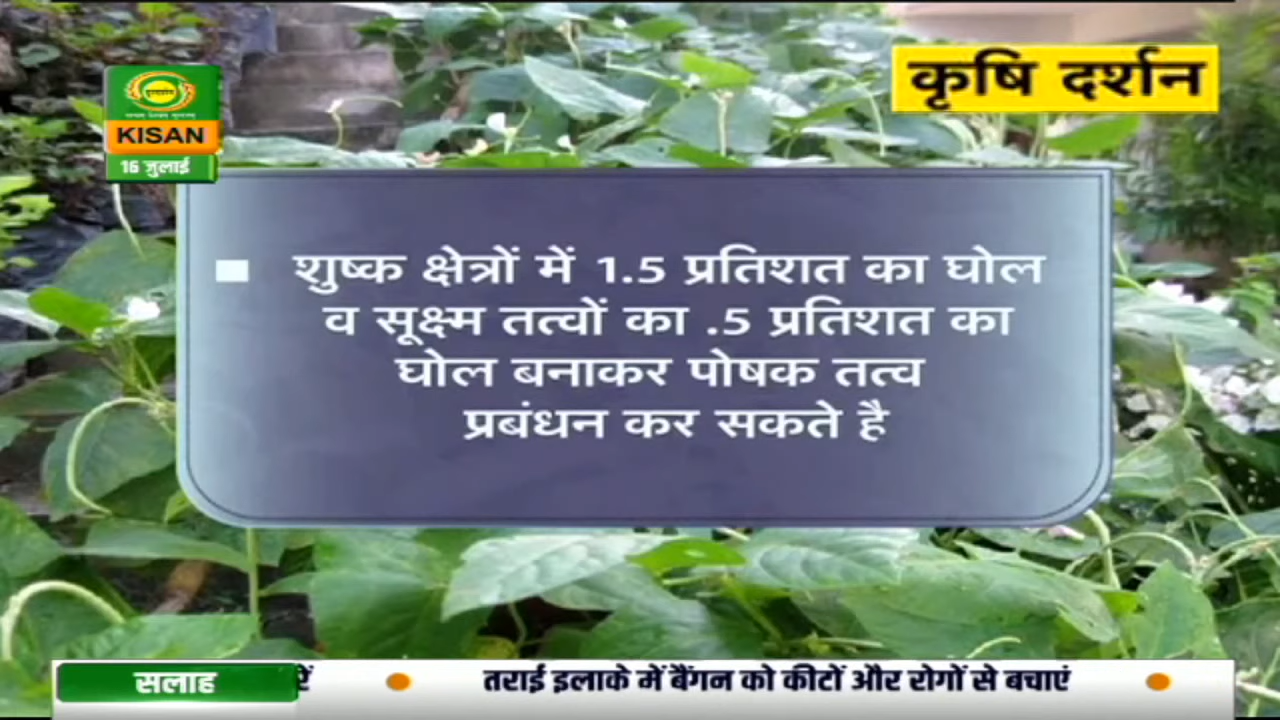 कृषि दर्शन
KISAN
16 जुलाई
शुष्क क्षेत्रों में 1.5 प्रतिशत का घोल
व सूक्ष्म तत्वों का .5 प्रतिशत का
घोल बनाकर पोषक तत्व
प्रबंधन कर सकते है
सलाह
तराई इलाके में बैंगन को कीटों और रोगों से बचाएं